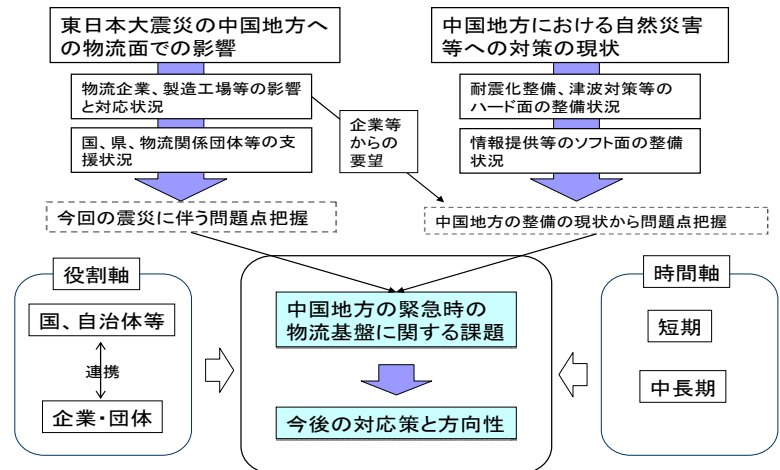 東日本大震災の中国地方へ
の物流面での影響
物流企業、製造工場等の影響
と対応状況
国、県、物流関係団体等の支
援状況
今回の震災に伴う問題点把握
企業等
からの
要望
中国地方における自然災害
等への対策の現状
耐震化整備、津波対策等の
ハード面の整備状況
情報提供等のソフト面の整備
状況
中国地方の整備の現状から問題点把握
役割軸
国、自治体等
連携
企業・団体
中国地方の緊急時の
物流基盤に関する課題
今後の対応策と方向性
時間軸
短期
中長期